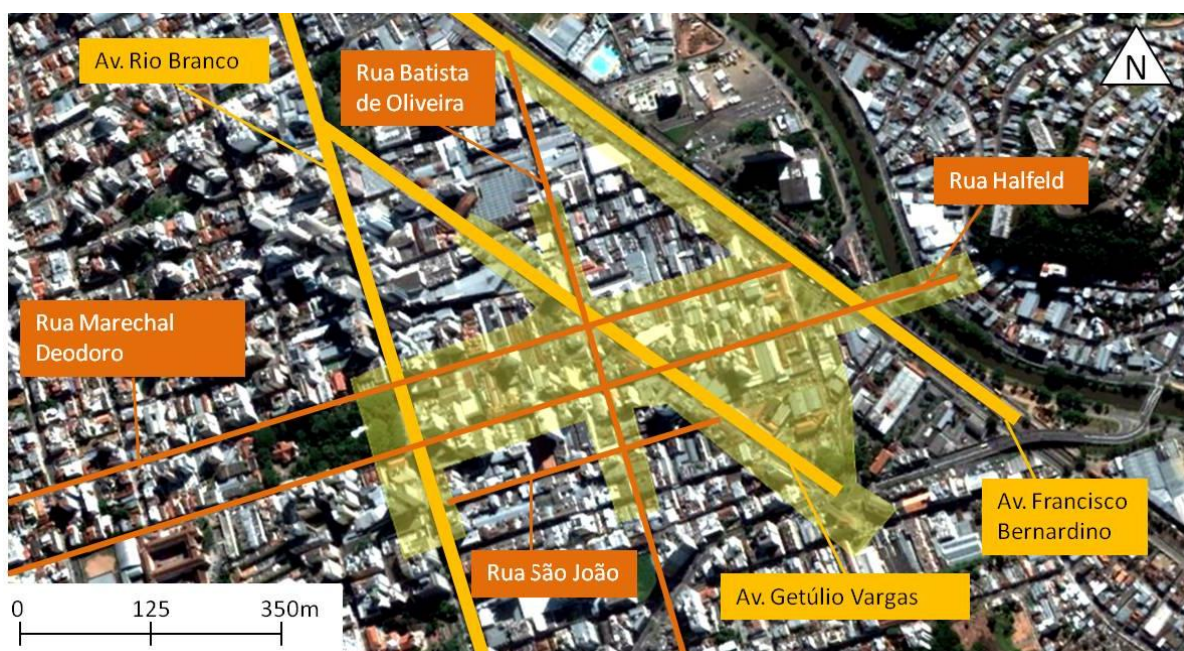 Av. Rio Branco
Rua Batista
de Oliveira
N
Rua Halfeld
Rua Marechal
Deodoro
Av. Francisco
Bernardino
Rua São João
Av. Getúlio Vargas
0 125 350m